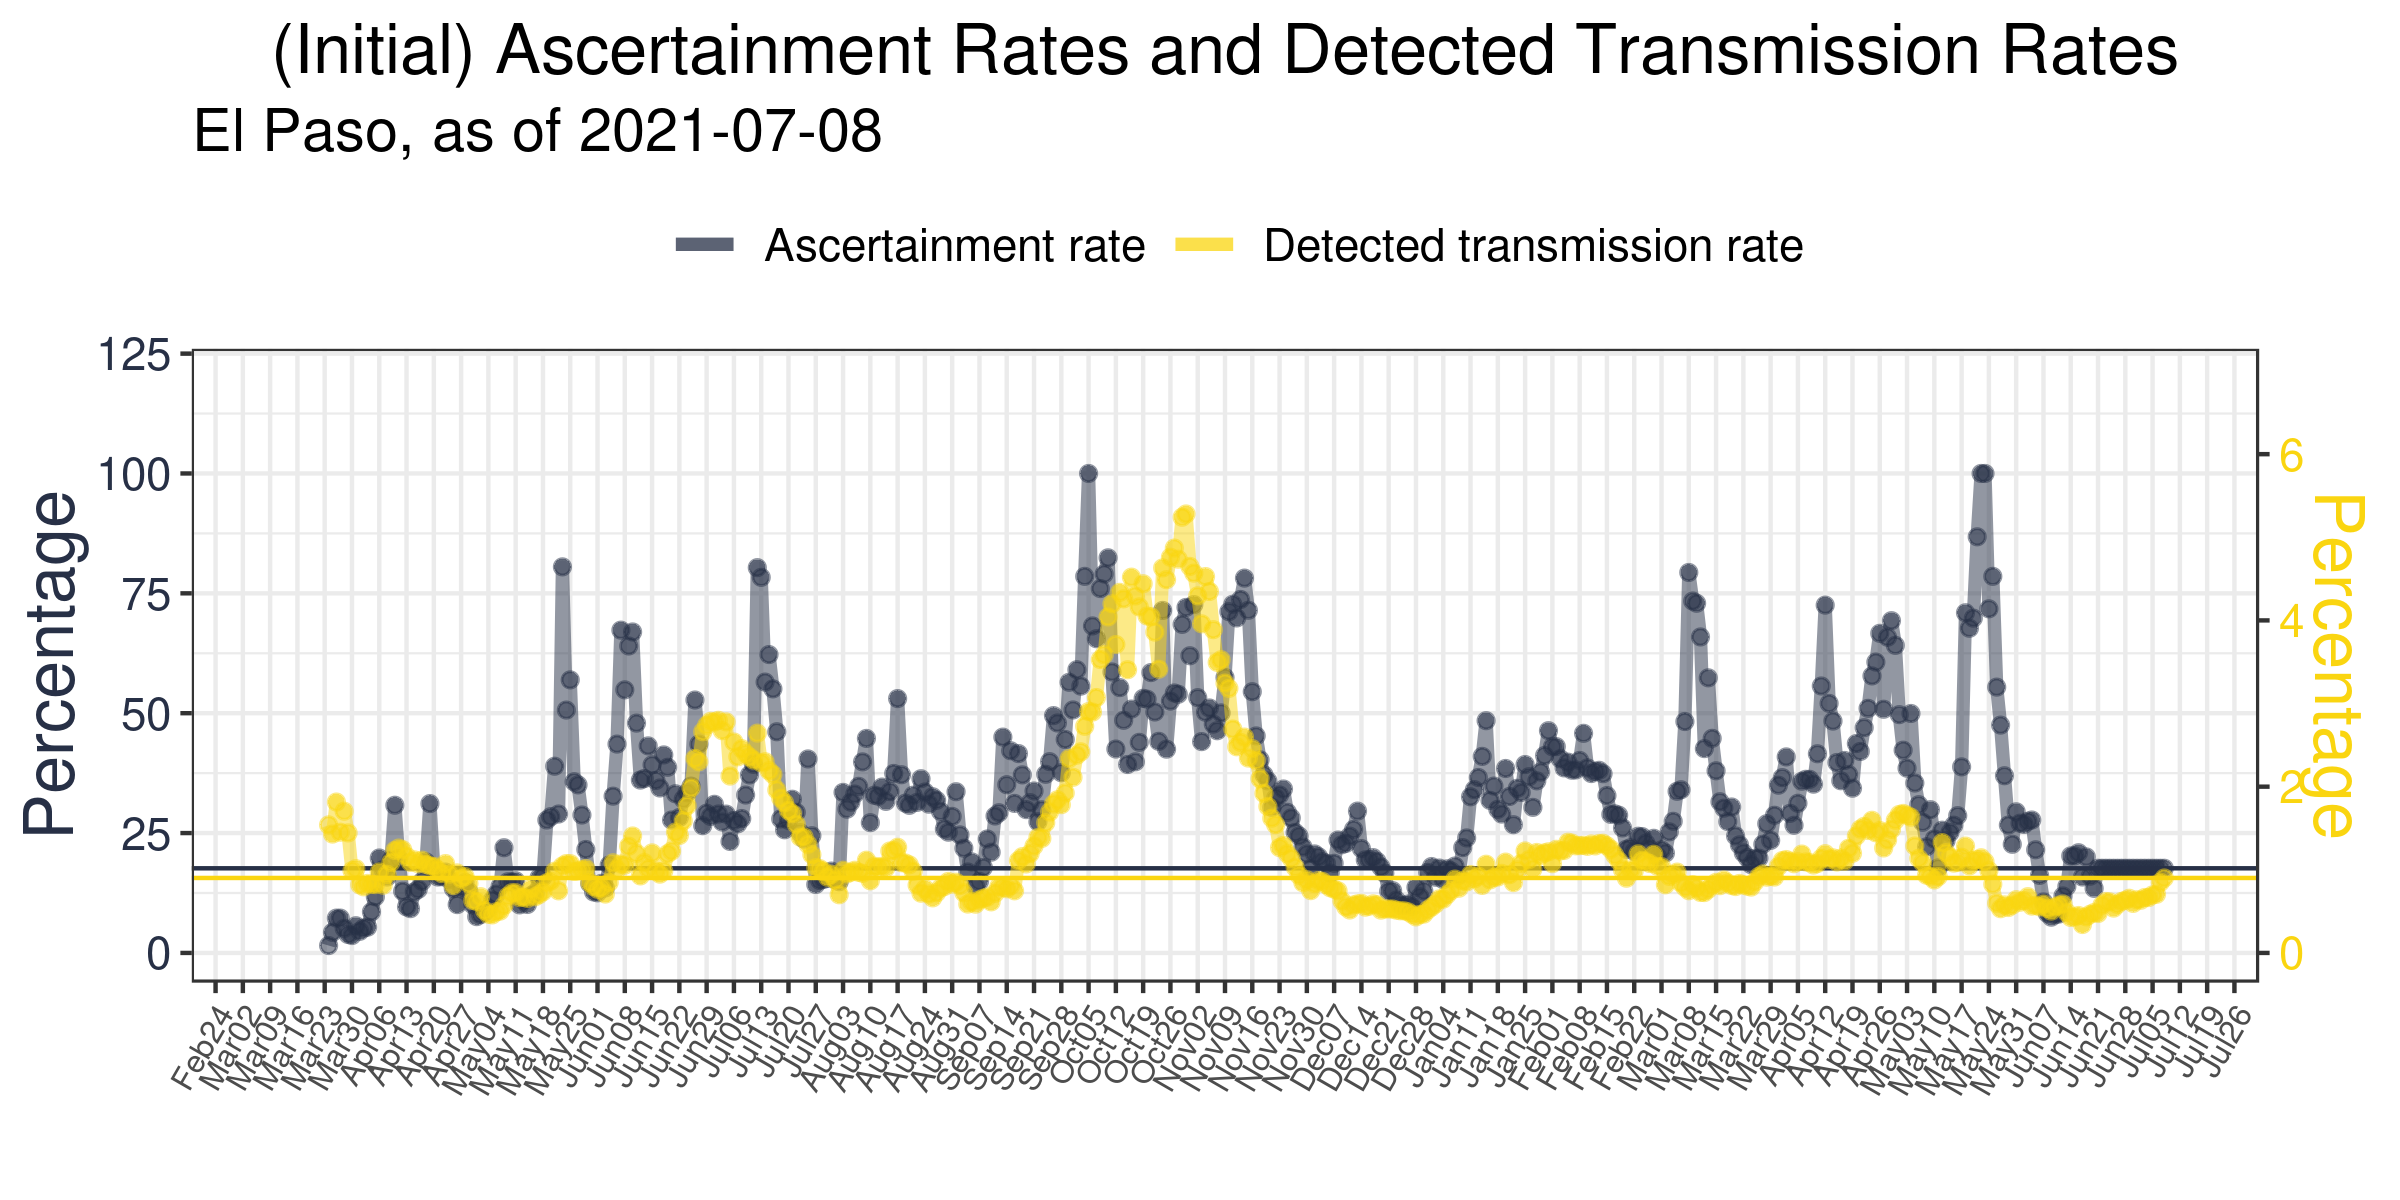 (Initial) Ascertainment Rates and Detected Transmission Rates
El Paso, as of 2021-07-08
Ascertainment rate
Detected transmission rate
125
100
75
50
25
0
Percentage
6
4
2
0
Percentage
Feb24
Mar02
Mar09
Mar16
Mar23
Mar30
Apr06
Apr13
Apr20
Apr27
May04
May11
May18
May25
Jun01
Jun08
Jun15
Jun22
Jun29
Jul06
Jul13
Jul20
Jul27
Aug03
Aug10
Aug17
Aug24
Aug31
Sep07
Sep14
Sep21
Sep28
Oct05
Oct12
Oct19
Oct26
Nov02
Nov09
Nov16
Nov23
Nov30
Dec07
Dec14
Dec21
Dec28
Jan04
Jan11
Jan18
Jan25
Feb01
Feb08
Feb15
Feb22
Mar01
Mar08
Mar15
Mar22
Mar29
Apr05
Apr12
Apr19
Apr26
May03
May10
May17
May24
May31
Jun07
Jun14
Jun21
Jun28
Jul05
Jul12
Jul19
Jul26